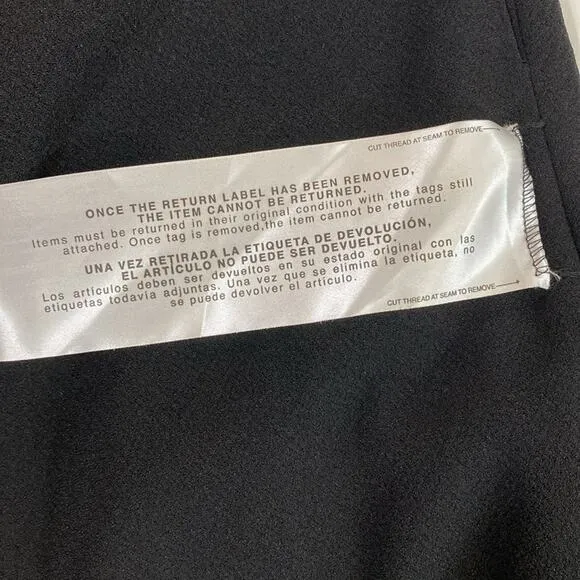 CUT THREAD AT SEAM TO REMOVE
ONCE THE RETURN LABEL HAS BEEN REMOVED,
THE ITEM CANNOT BE RETURNED.
Items must be returned in their original condition with the tags still
attached. Once tag is removed,the item cannot be returned.
UNA VEZ RETIRADA LA ETIQUETA DE DEVOLUCIÓN,
EL ARTÍCULO NO PUEDE SER DEVUELTO.
Los artículos deben ser devueltos en su estado original con las
etiquetas todavía adjuntas. Una vez que se elimina la etiqueta, no
se puede devolver el artículo.
CUT THREAD AT SEAM TO REMOVE